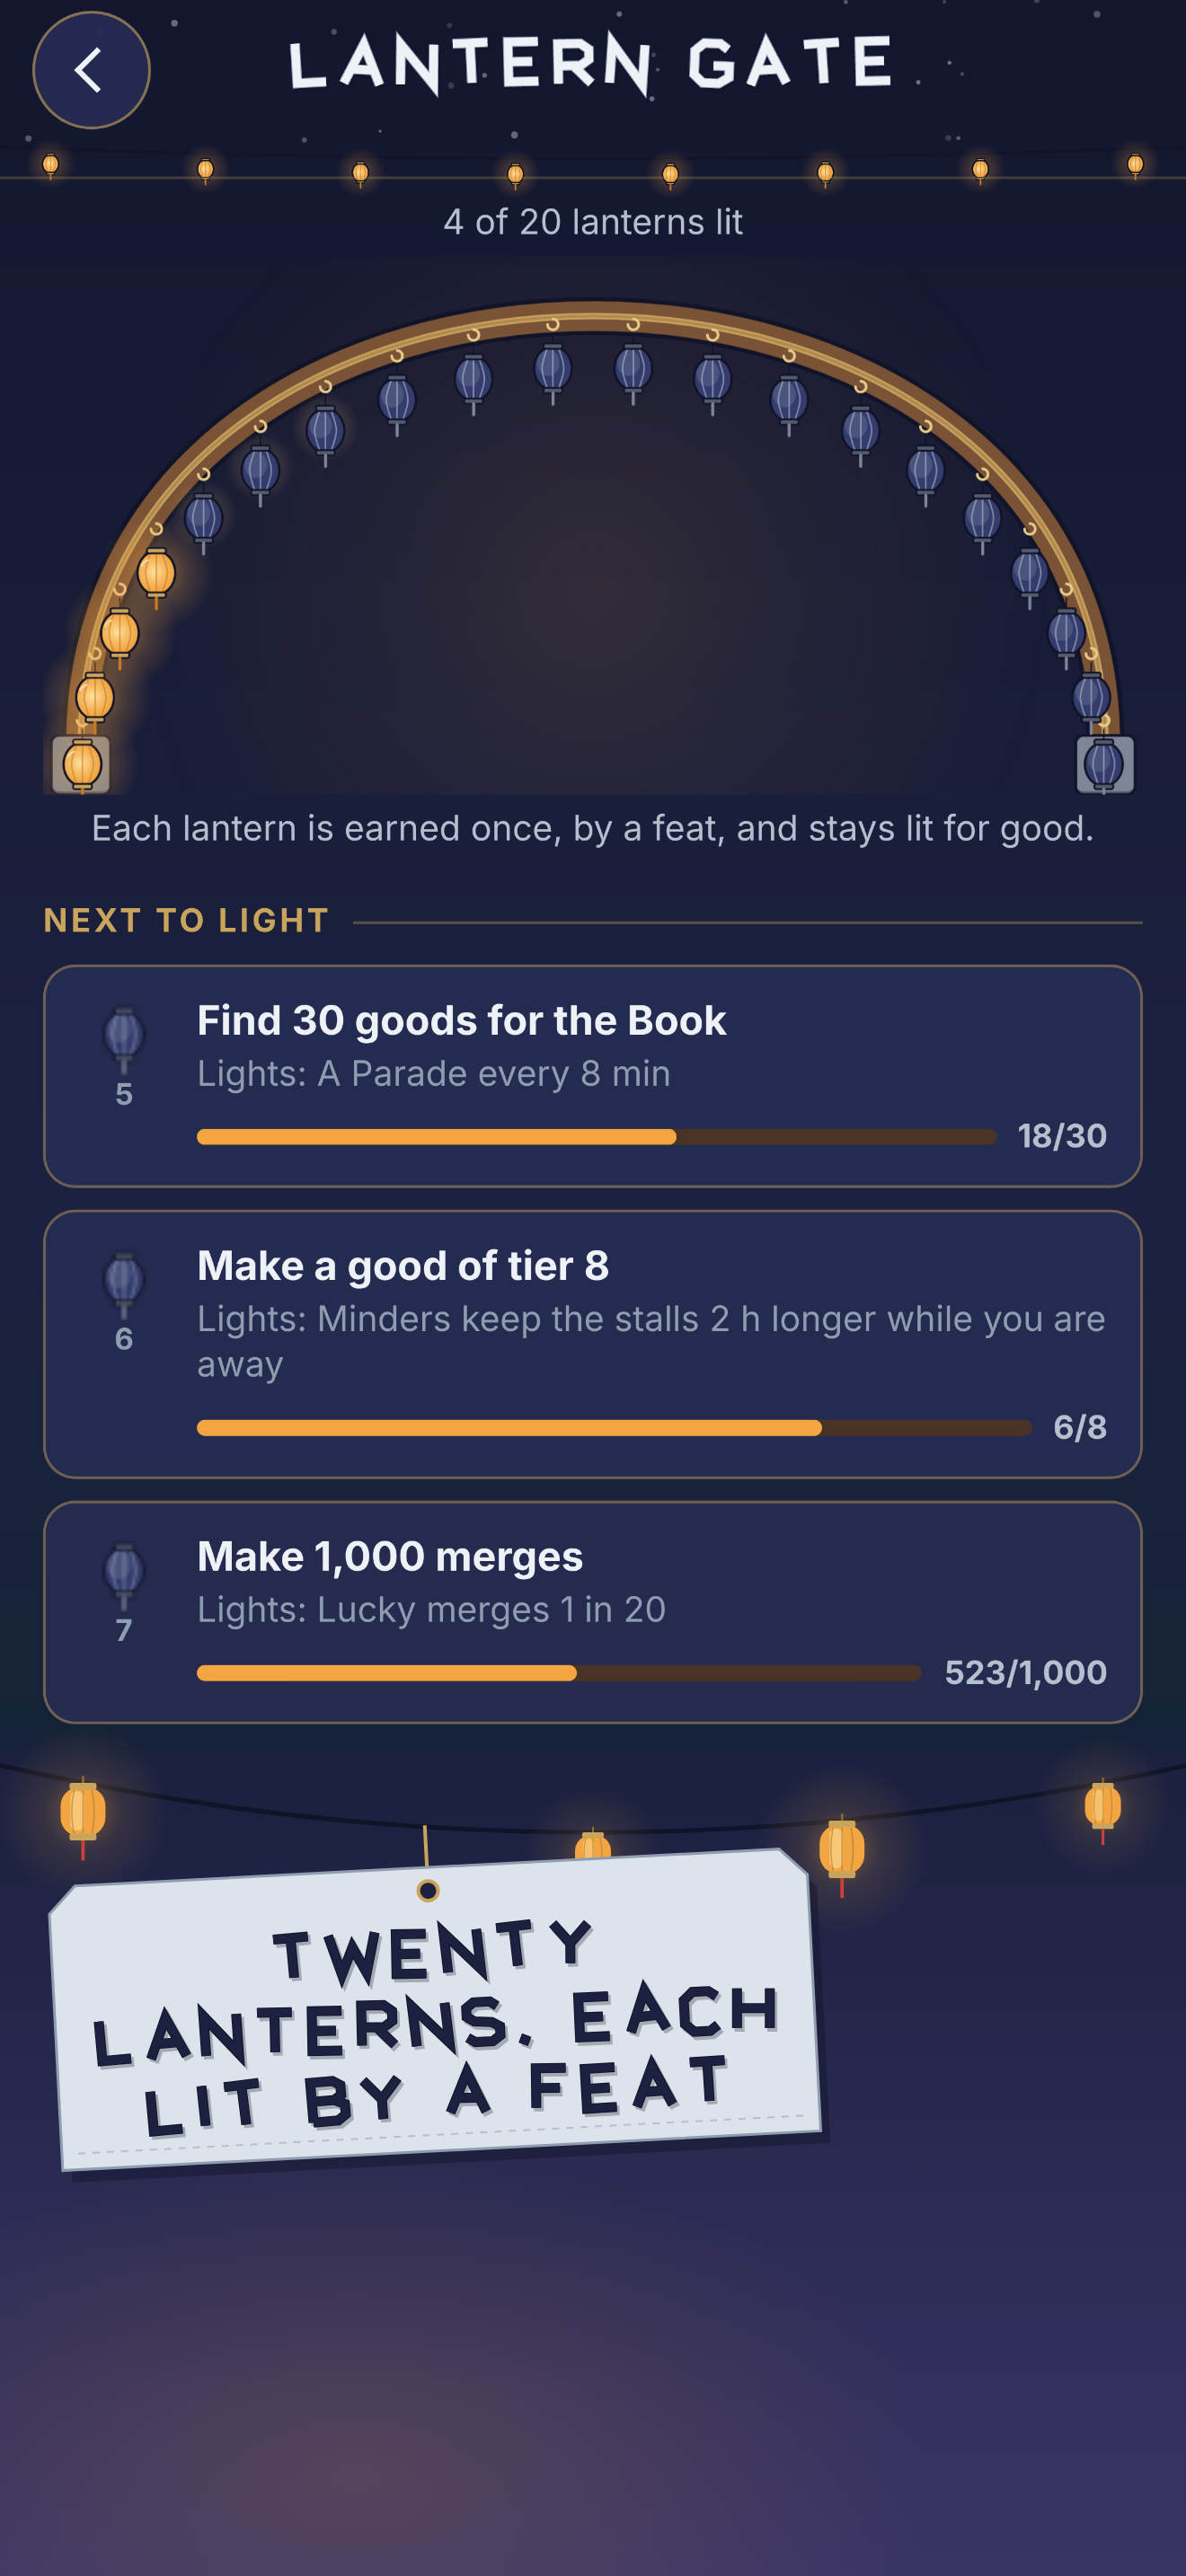 LANTERN GATE
4 of 20 lanterns lit
Each lantern is earned once, by a feat, and stays lit for good.
NEXT TO LIGHT
Find 30 goods for the Book
Lights: A Parade every 8 min
5
18/30
Make a good of tier 8
Lights: Minders keep the stalls 2 h longer while you are
away
6
6/8
Make 1,000 merges
Lights: Lucky merges 1 in 20
7
523/1,000
TWENTY
LANTERNS. EACH
LIT BY A FEAT